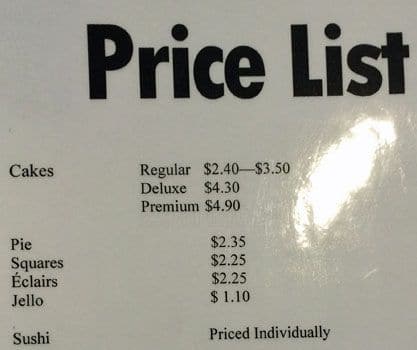 Price List
Cakes Regular $2.40—$3.50
Deluxe $4.30
Premium $4.90
Pie $2.35
Squares $2.25
Éclairs $2.25
Jello $ 1.10
Sushi Priced Individually